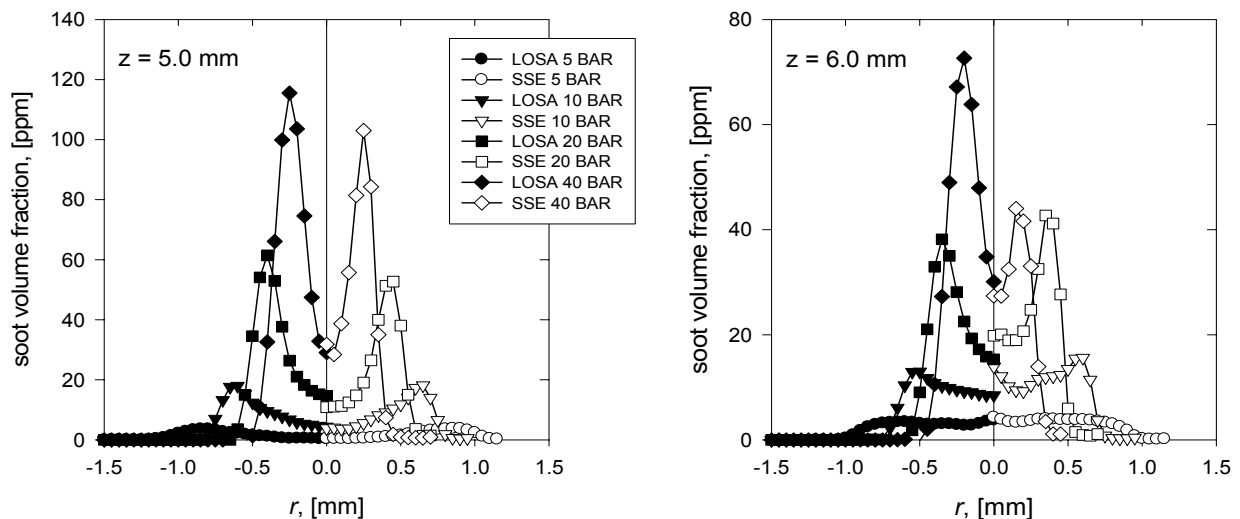 z = 5.0 mm
soot volume fraction, [ppm]
140
120
100
80
60
40
20
0
-1.5
-1.0
-0.5
0.0
0.5
1.0
1.5
r, [mm]
LOSA 5 BAR
SSE 5 BAR
LOSA 10 BAR
SSE 10 BAR
LOSA 20 BAR
SSE 20 BAR
LOSA 40 BAR
SSE 40 BAR
z = 6.0 mm
soot volume fraction, [ppm]
80
60
40
20
0
-1.5
-1.0
-0.5
0.0
0.5
1.0
1.5
r, [mm]